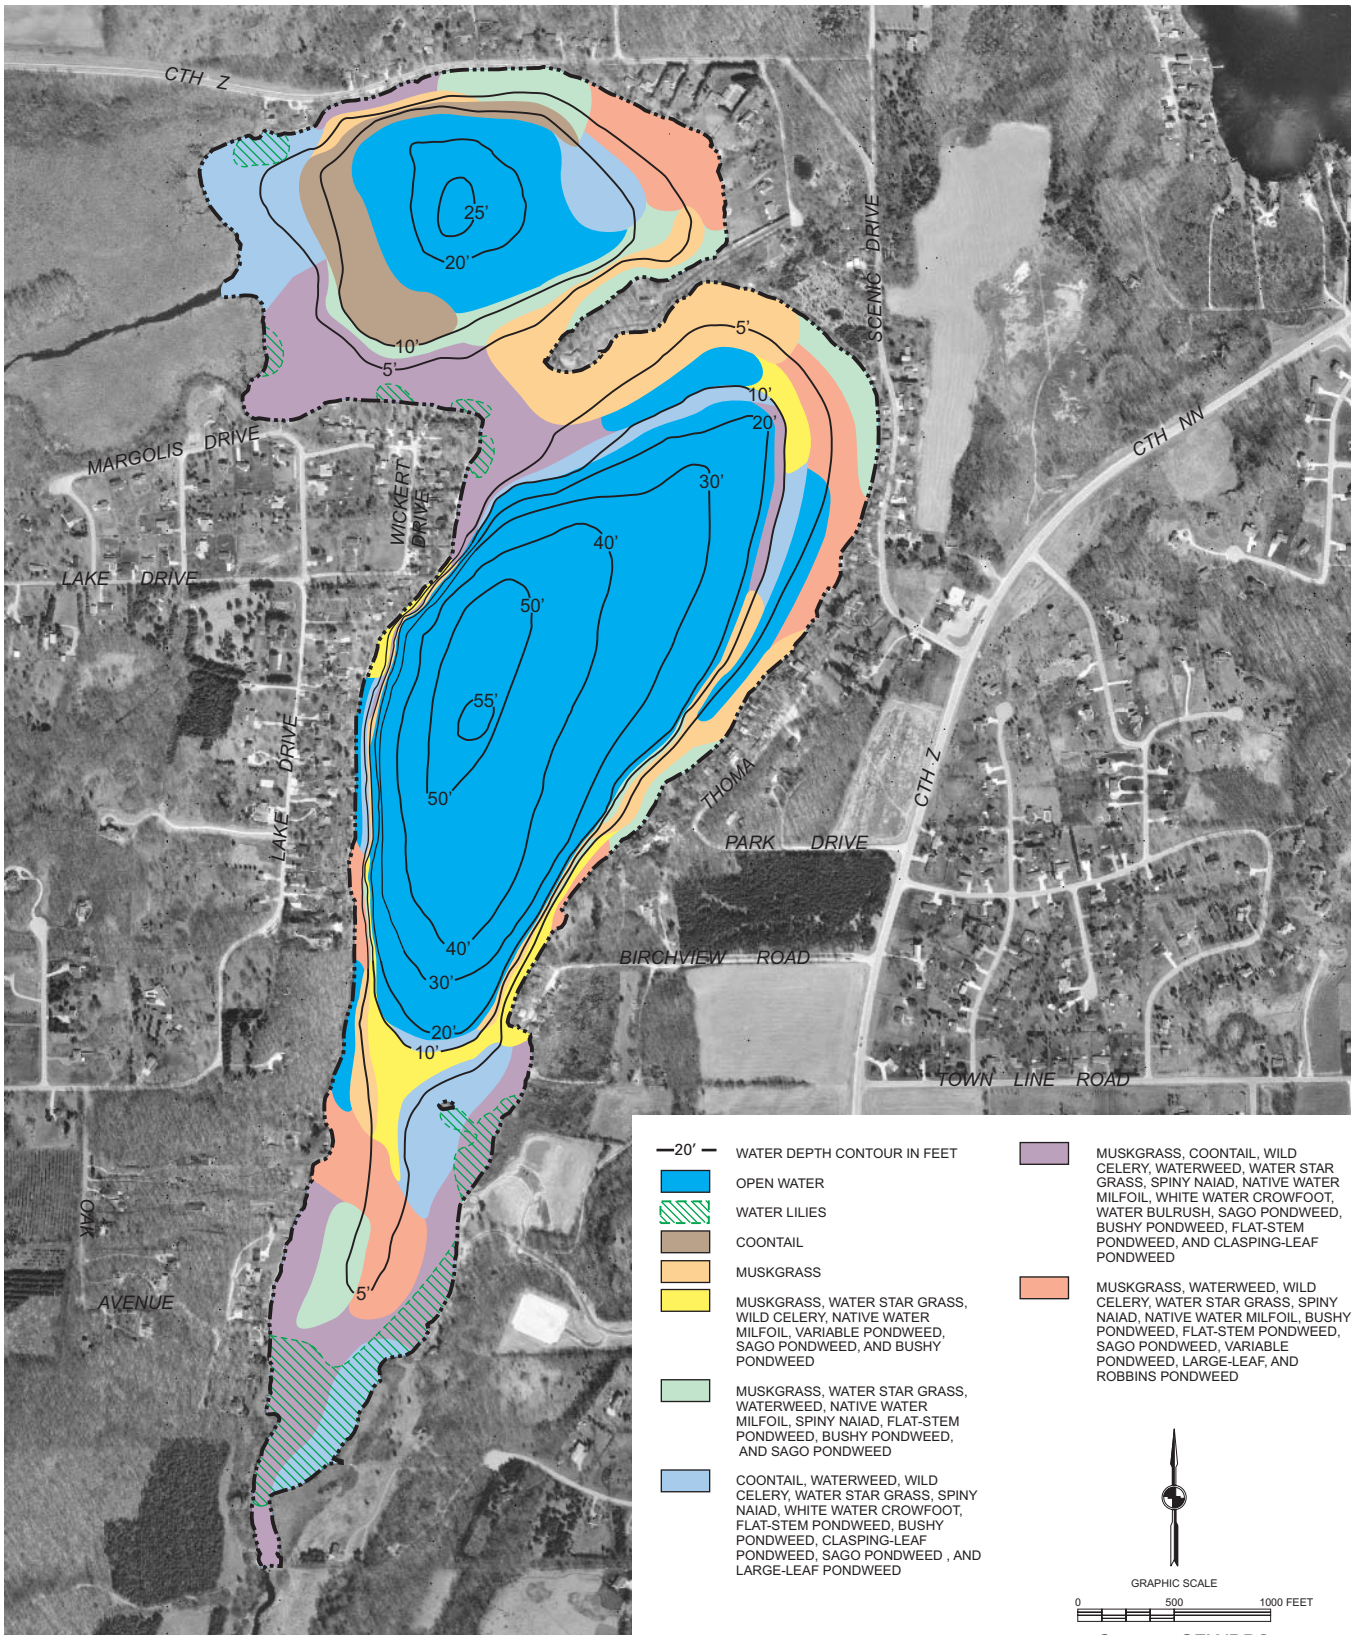 CTH Z
25'
20'
SCENIC DRIVE
10'
5'
5'
10'
20'
CTH NN
MARGOLIS DRIVE
WICKERT
DRIVE
30'
40'
LAKE DRIVE
50'
55'
LAKE DRIVE
50'
THOMA
CTH Z
PARK DRIVE
40'
BIRCHVIEW ROAD
30'
20'
10'
TOWN LINE ROAD
OAK
AVENUE
5'
20'
WATER DEPTH CONTOUR IN FEET
OPEN WATER
WATER LILIES
COONTAIL
MUSKGRASS
MUSKGRASS, WATER STAR GRASS,
WILD CELERY, NATIVE WATER
MILFOIL, VARIABLE PONDWEED,
SAGO PONDWEED, AND BUSHY
PONDWEED
MUSKGRASS, WATER STAR GRASS,
WATERWEED, NATIVE WATER
MILFOIL, SPINY NAIAD, FLAT-STEM
PONDWEED, BUSHY PONDWEED,
AND SAGO PONDWEED
COONTAIL, WATERWEED, WILD
CELERY, WATER STAR GRASS, SPINY
NAIAD, WHITE WATER CROWFOOT,
FLAT-STEM PONDWEED, BUSHY
PONDWEED, CLASPING-LEAF
PONDWEED, SAGO PONDWEED , AND
LARGE-LEAF PONDWEED
MUSKGRASS, COONTAIL, WILD
CELERY, WATERWEED, WATER STAR
GRASS, SPINY NAIAD, NATIVE WATER
MILFOIL, WHITE WATER CROWFOOT,
WATER BULRUSH, SAGO PONDWEED,
BUSHY PONDWEED, FLAT-STEM
PONDWEED, AND CLASPING-LEAF
PONDWEED
MUSKGRASS, WATERWEED, WILD
CELERY, WATER STAR GRASS, SPINY
NAIAD, NATIVE WATER MILFOIL, BUSHY
PONDWEED, FLAT-STEM PONDWEED,
SAGO PONDWEED, VARIABLE
PONDWEED, LARGE-LEAF, AND
ROBBINS PONDWEED
GRAPHIC SCALE
0 500 1000 FEET